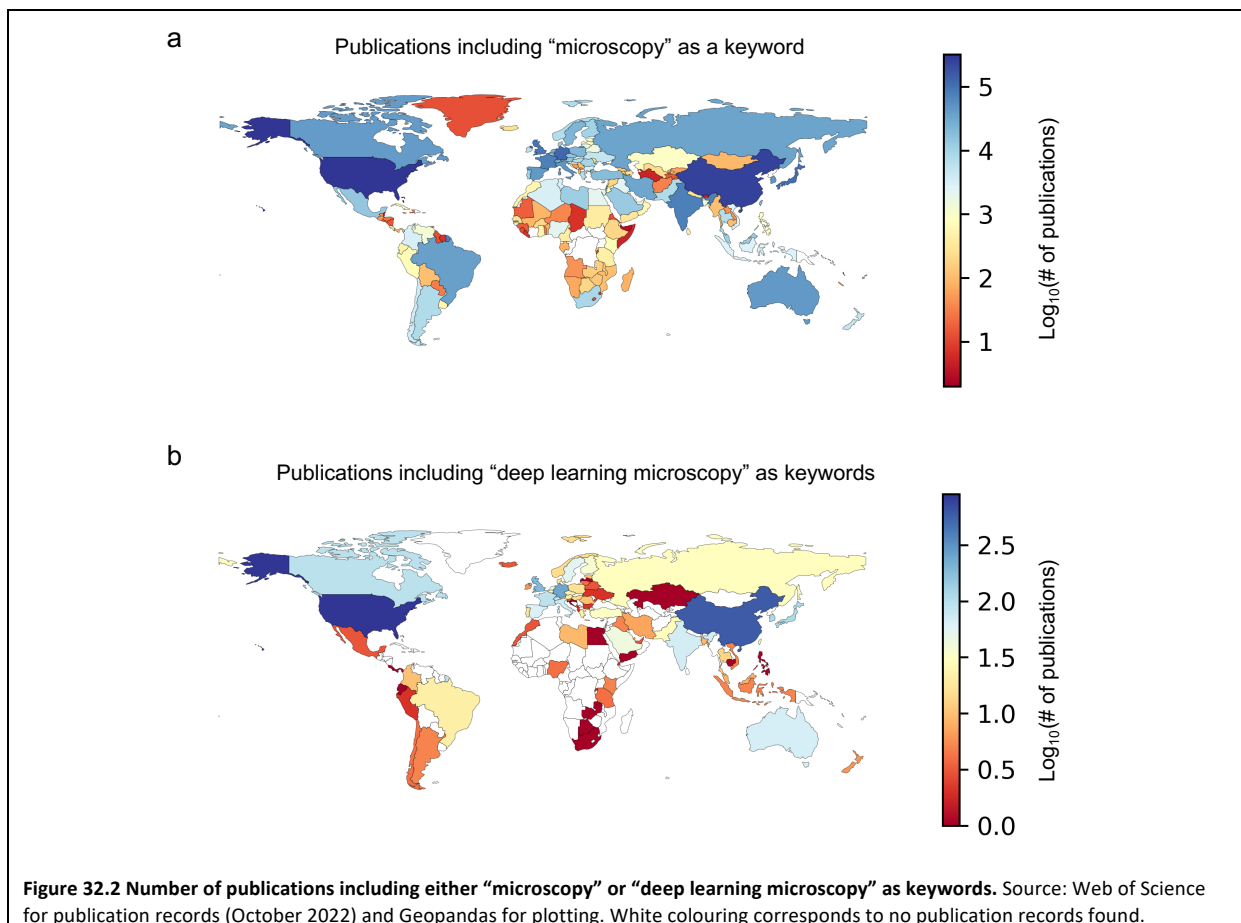 a
Publications including “microscopy” as a keyword
5
4
3
2
1
Log₁₀(# of publications)
b
Publications including “deep learning microscopy” as keywords
2.5
2.0
1.5
1.0
0.5
0.0
Log₁₀(# of publications)
Figure 32.2 Number of publications including either “microscopy” or “deep learning microscopy” as keywords. Source: Web of Science
for publication records (October 2022) and Geopandas for plotting. White colouring corresponds to no publication records found.